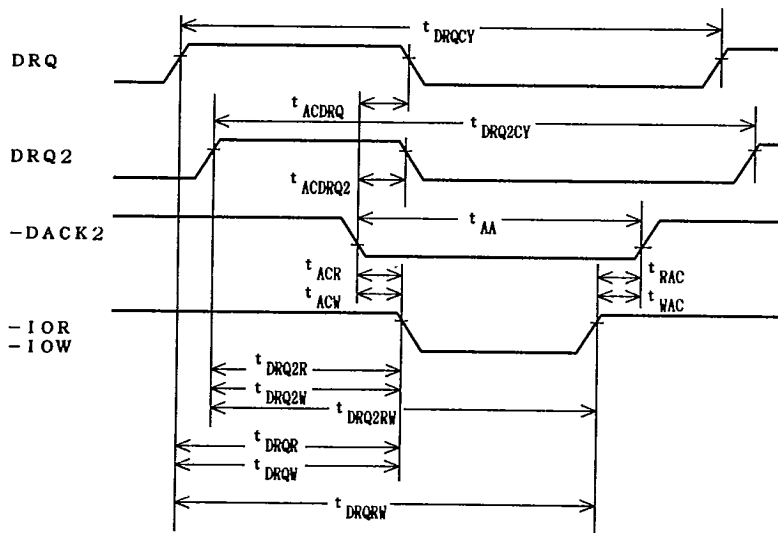 t DRQCY
DRQ
t ACDRQ
t DRQ2CY
DRQ2
t ACDRQ2
t AA
-DACK2
t ACR
t RAC
t ACW
t WAC
-IOR
-IOW
t DRQ2R
t DRQ2W
t DRQ2RW
t DRQR
t DRQW
t DRQRW